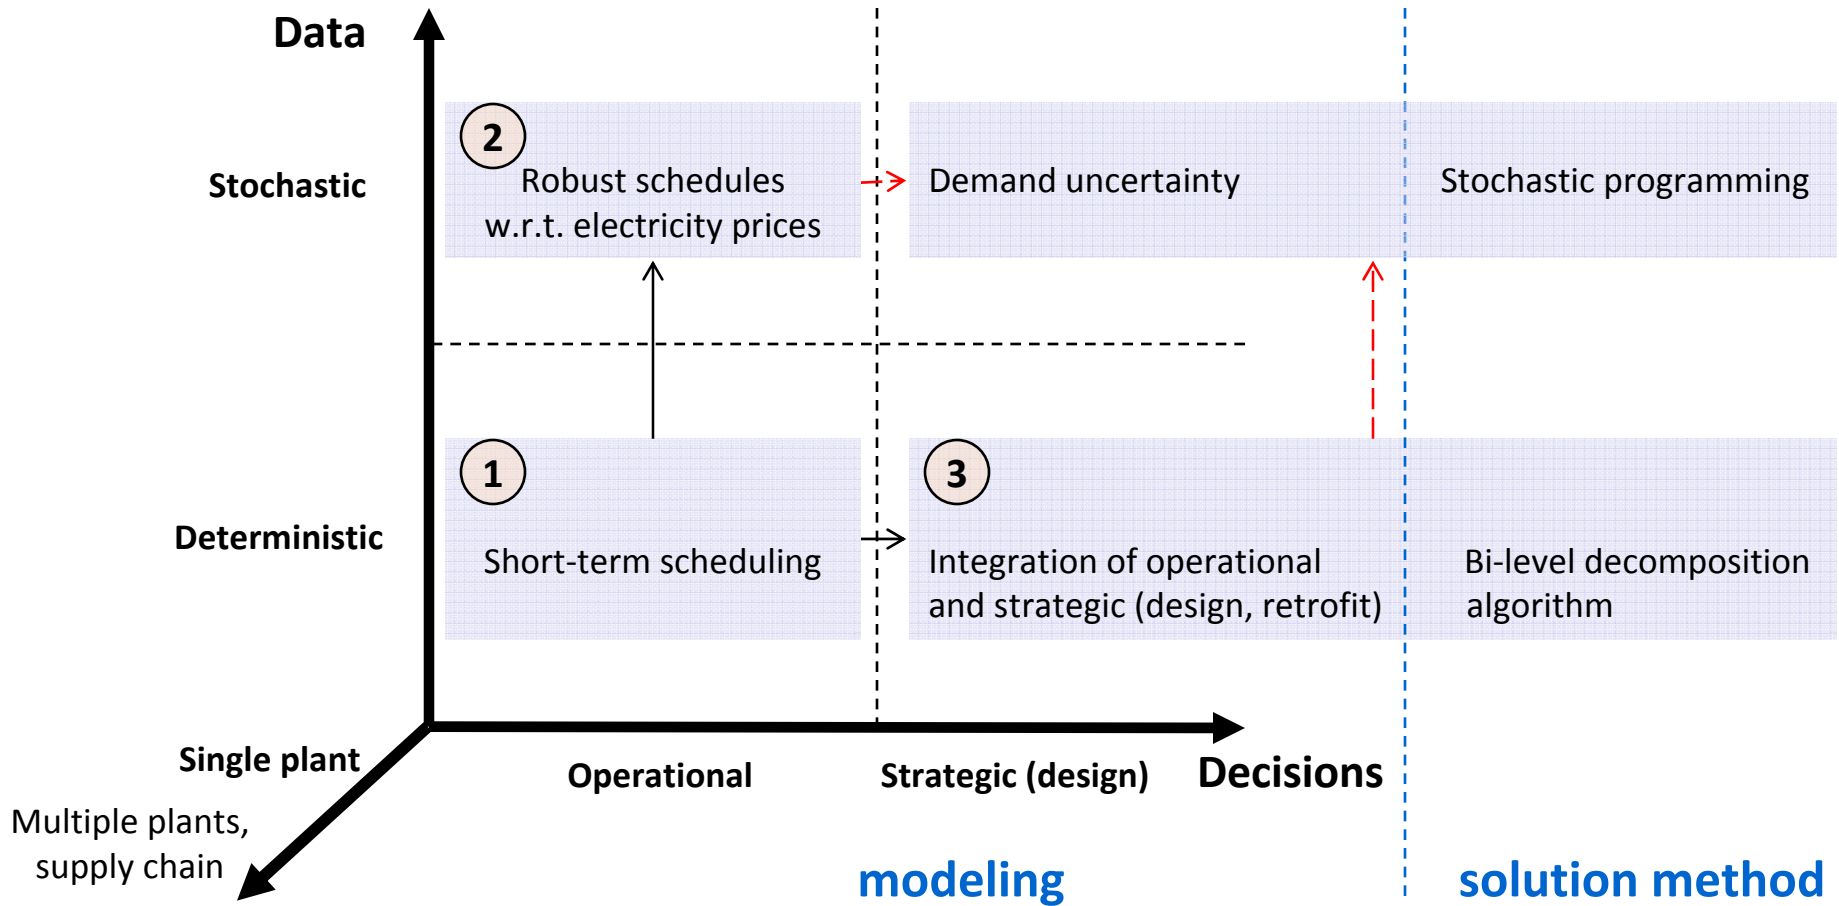 Data
2
Stochastic
Robust schedules
w.r.t. electricity prices
Demand uncertainty
Stochastic programming
1
3
Deterministic
Short-term scheduling
Integration of operational
and strategic (design, retrofit)
Bi-level decomposition
algorithm
Single plant
Operational
Strategic (design)
Decisions
Multiple plants,
supply chain
modeling
solution method